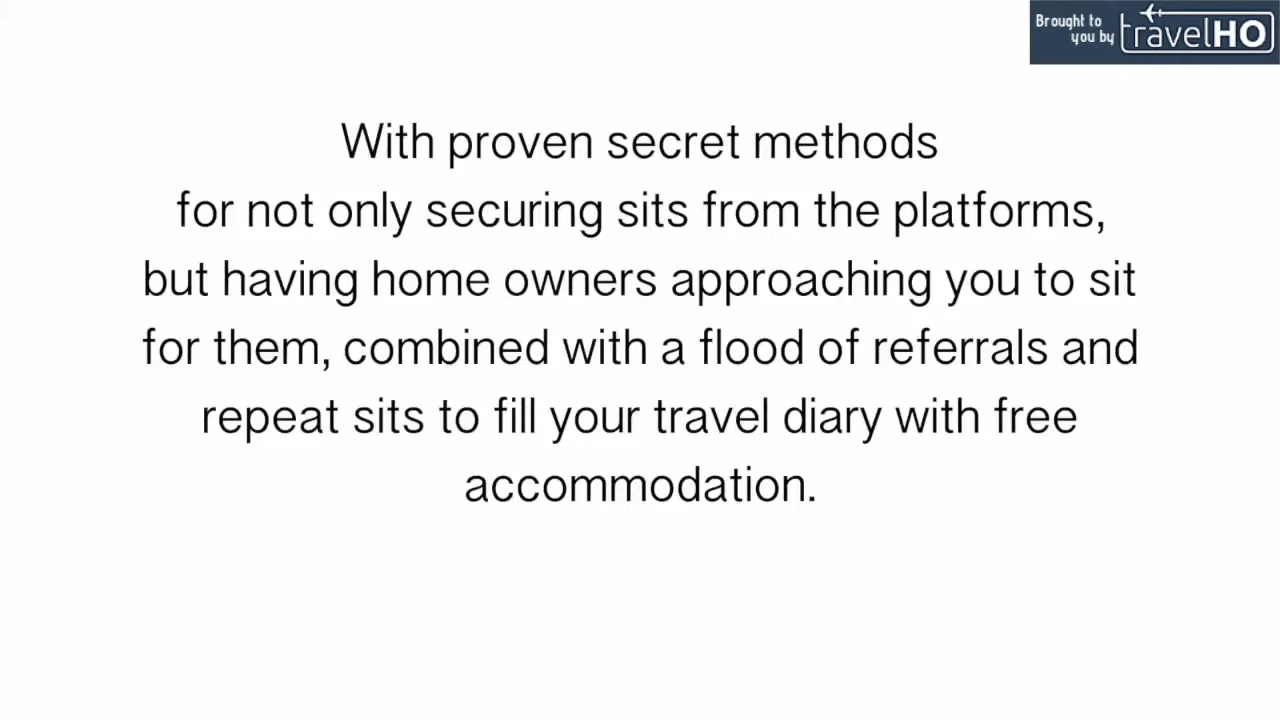 Brought to
you by travelHO
With proven secret methods
for not only securing sits from the platforms,
but having home owners approaching you to sit
for them, combined with a flood of referrals and
repeat sits to fill your travel diary with free
accommodation.